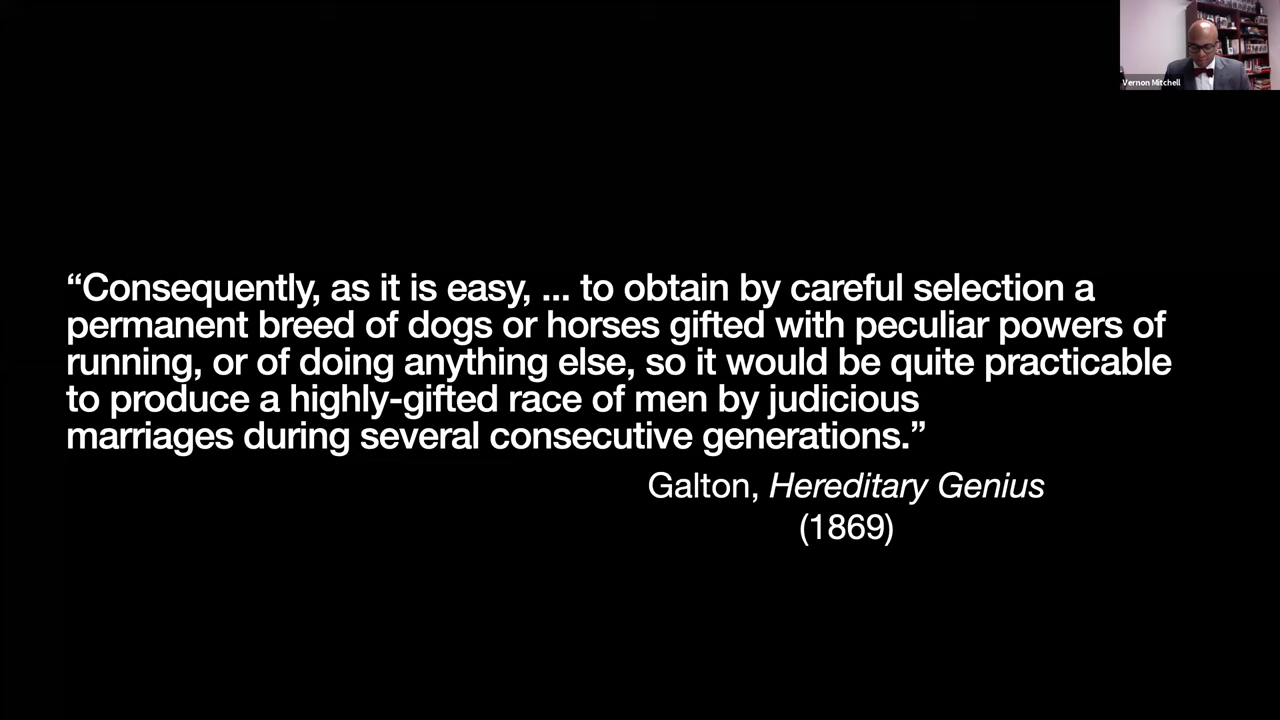 Vernon Mitchell
“Consequently, as it is easy, ... to obtain by careful selection a
permanent breed of dogs or horses gifted with peculiar powers of
running, or of doing anything else, so it would be quite practicable
to produce a highly-gifted race of men by judicious
marriages during several consecutive generations.”
Galton, Hereditary Genius
(1869)